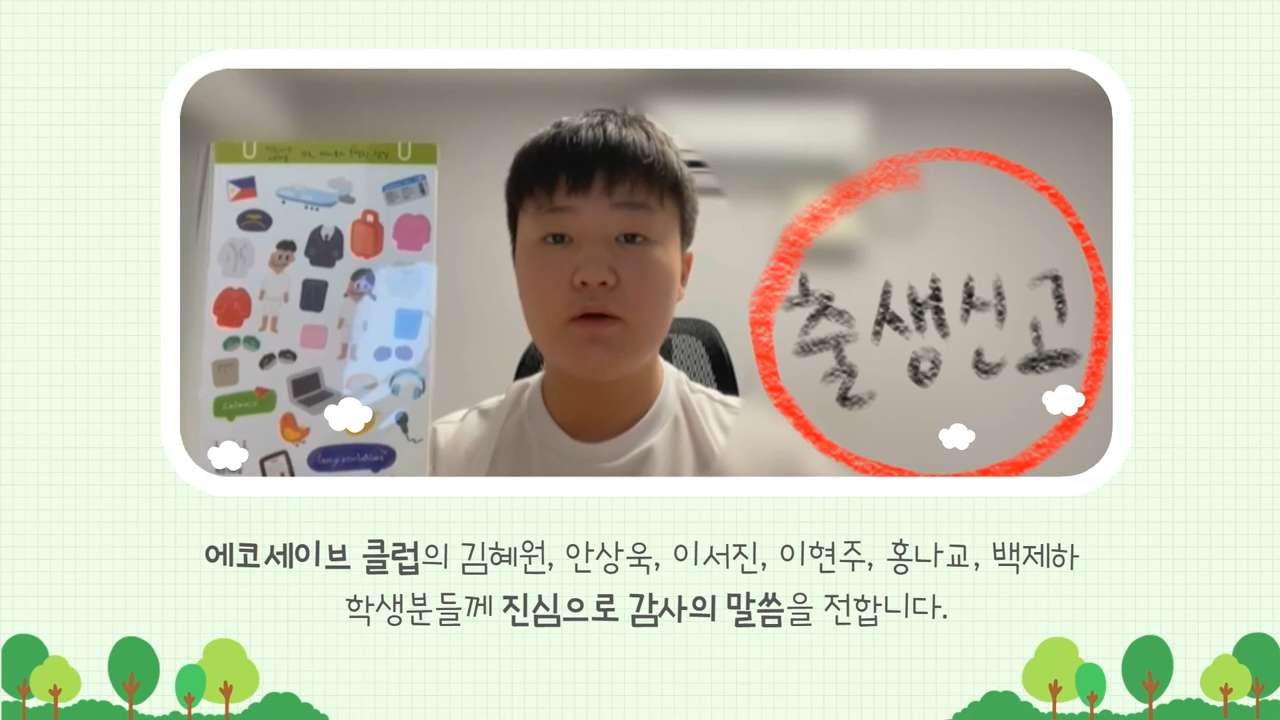 출생신고
Congratulations
에코세이브 클럽의 김혜원, 안상욱, 이서진, 이현주, 홍나교, 백제하
학생분들께 진심으로 감사의 말씀을 전합니다.